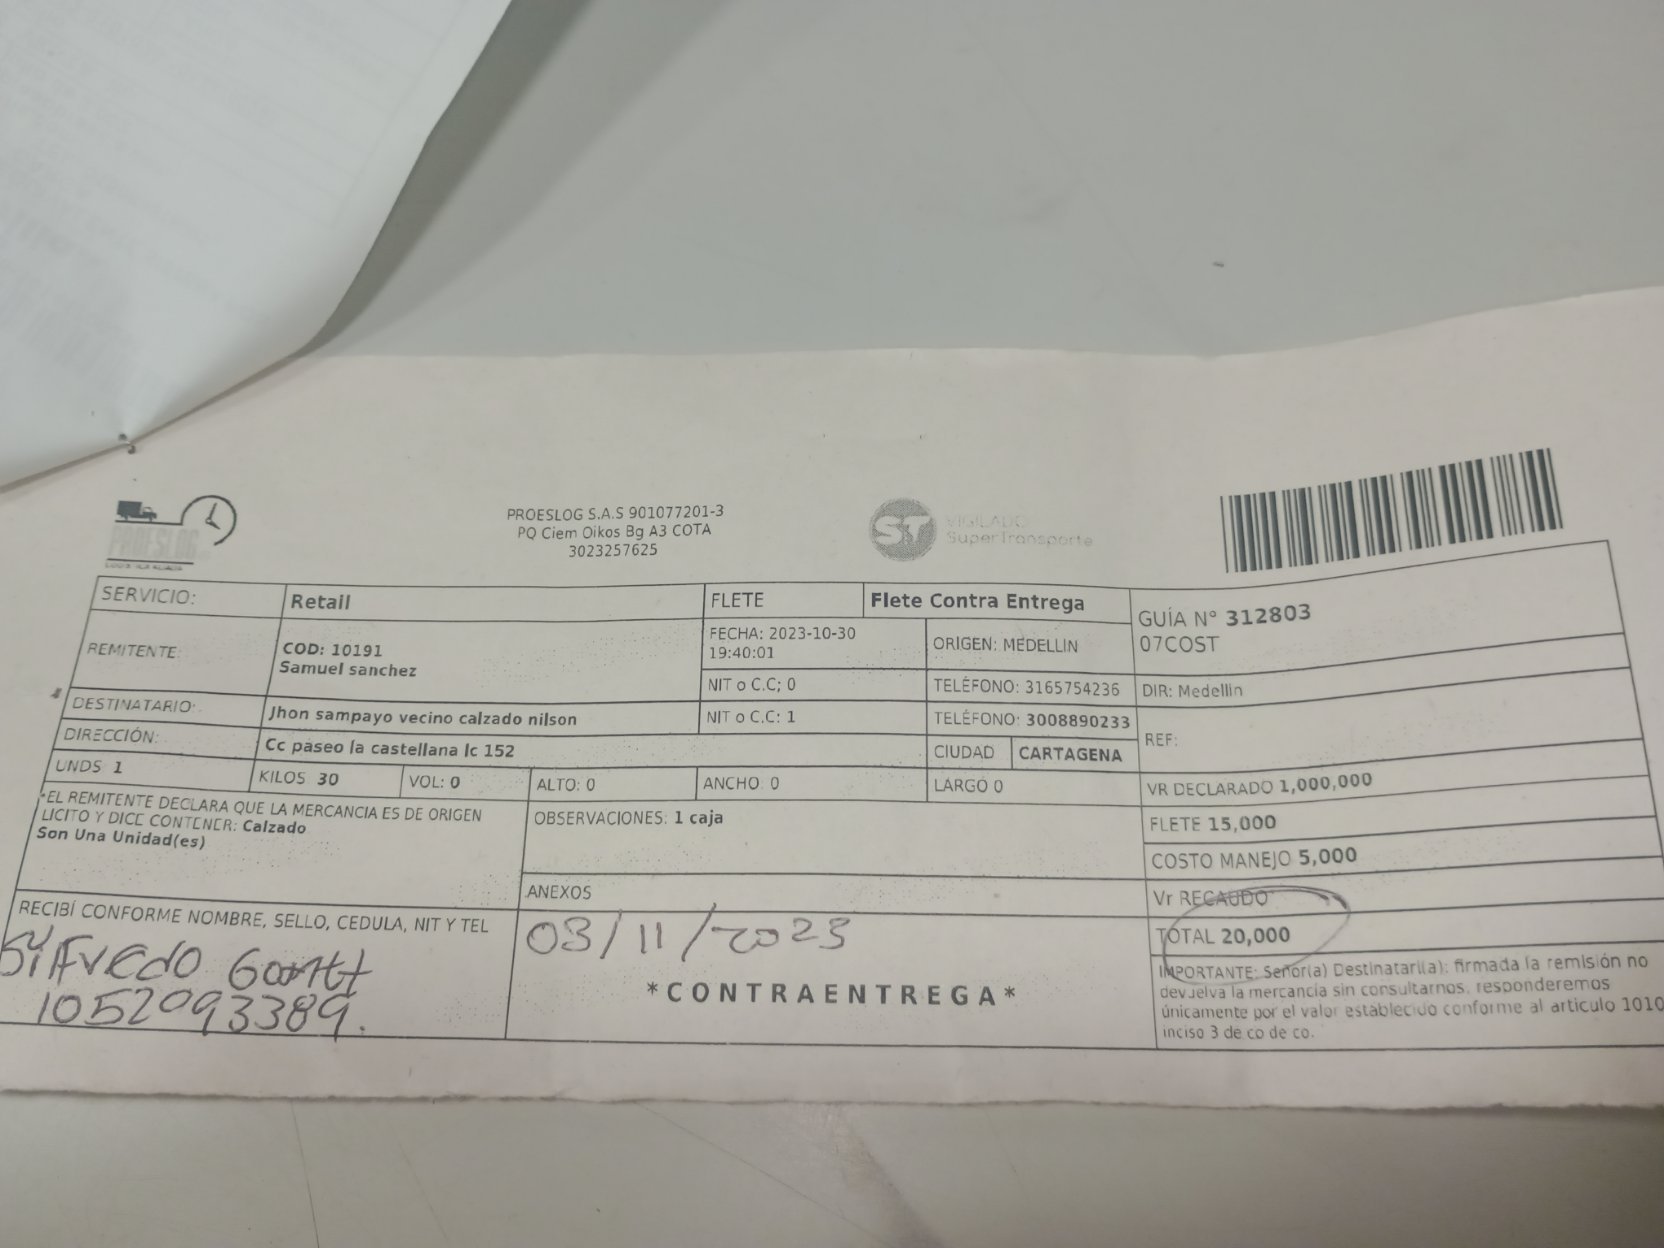 PROESLOG
PROESLOG S.A.S 901077201-3
PQ Ciem Oikos Bg A3 COTA
3023257625
ST
VIGILADO
SuperTransporte
SERVICIO: Retail FLETE Flete Contra Entrega
GUÍA N° 312803
07COST
REMITENTE: COD: 10191
Samuel sanchez
FECHA: 2023-10-30
19:40:01
ORIGEN: MEDELLIN
NIT o C.C; 0 TELÉFONO: 3165754236 DIR: Medellin
DESTINATARIO: Jhon sampayo vecino calzado nilson NIT o C.C: 1 TELÉFONO: 3008890233
REF:
DIRECCIÓN: Cc paseo la castellana lc 152 CIUDAD CARTAGENA
UNDS 1 KILOS 30 VOL: 0 ALTO: 0 ANCHO: 0 LARGO 0 VR DECLARADO 1,000,000
*EL REMITENTE DECLARA QUE LA MERCANCIA ES DE ORIGEN
LICITO Y DICE CONTENER: Calzado
Son Una Unidad(es)
OBSERVACIONES: 1 caja
FLETE 15,000
COSTO MANEJO 5,000
ANEXOS
Vr RECAUDO
TOTAL 20,000
RECIBÍ CONFORME NOMBRE, SELLO, CEDULA, NIT Y TEL
1052093389.
03/11/2023
*CONTRAENTREGA*
IMPORTANTE: Señor(a) Destinatari(a): firmada la remisión no
devuelva la mercancía sin consultarnos, responderemos
únicamente por el valor establecido conforme al articulo 1010
inciso 3 de co de co.